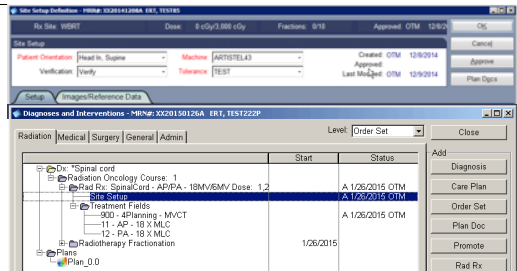 Site Setup Definition - MRN#: XX20141208A ERT, TESTR5
Rx Site: WBRT Dose: 0 cGy/3,000 cGy Fractions: 0/10 Approved OTM 12/8/2 OK
Site Setup Cancel
Patient Orientation: Head In, Supine Machine: ARTISTEL43 Created: OTM 12/8/2014
Approved: Approve
Verification: Verify Tolerance: TEST Last Modified: OTM 12/9/2014
Plan Docs
Setup Images/Reference Data
Diagnoses and Interventions - MRN#: XX20150126A ERT, TEST222P
Radiation Medical Surgery General Admin Level: Order Set Close
Start Status Add
Dx: *Spinal cord Diagnosis
Radiation Oncology Course: 1
Rad Rx: SpinalCord - AP/PA - 18MV/6MV Dose: 1,2 A 1/26/2015 OTM Care Plan
Site Setup A 1/26/2015 OTM
Treatment Fields Order Set
900 - 4Planning - MVCT A 1/26/2015 OTM
11 - AP - 18 X MLC Plan Doc
12 - PA - 18 X MLC
Radiotherapy Fractionation 1/26/2015 Promote
Plans
Plan_0.0 Rad Rx